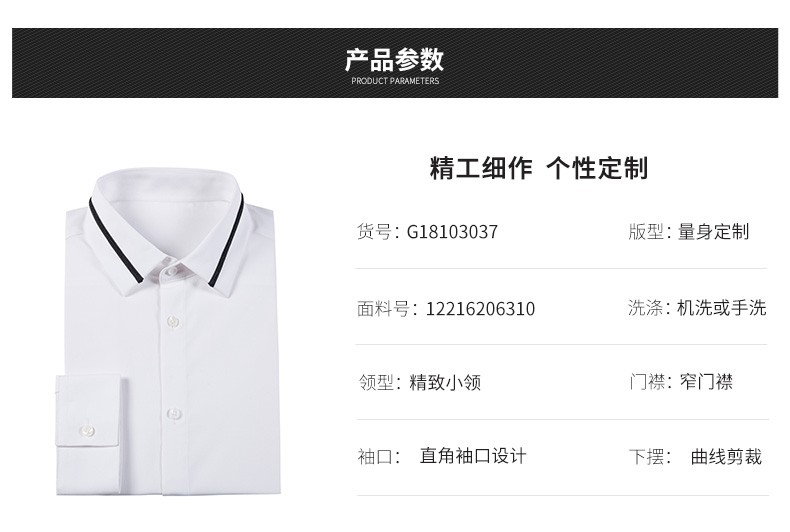 产品参数
PRODUCT PARAMETERS
精工细作 个性定制
货号：G18103037 版型：量身定制
面料号：12216206310 洗涤：机洗或手洗
领型：精致小领 门襟：窄门襟
袖口： 直角袖口设计 下摆： 曲线剪裁